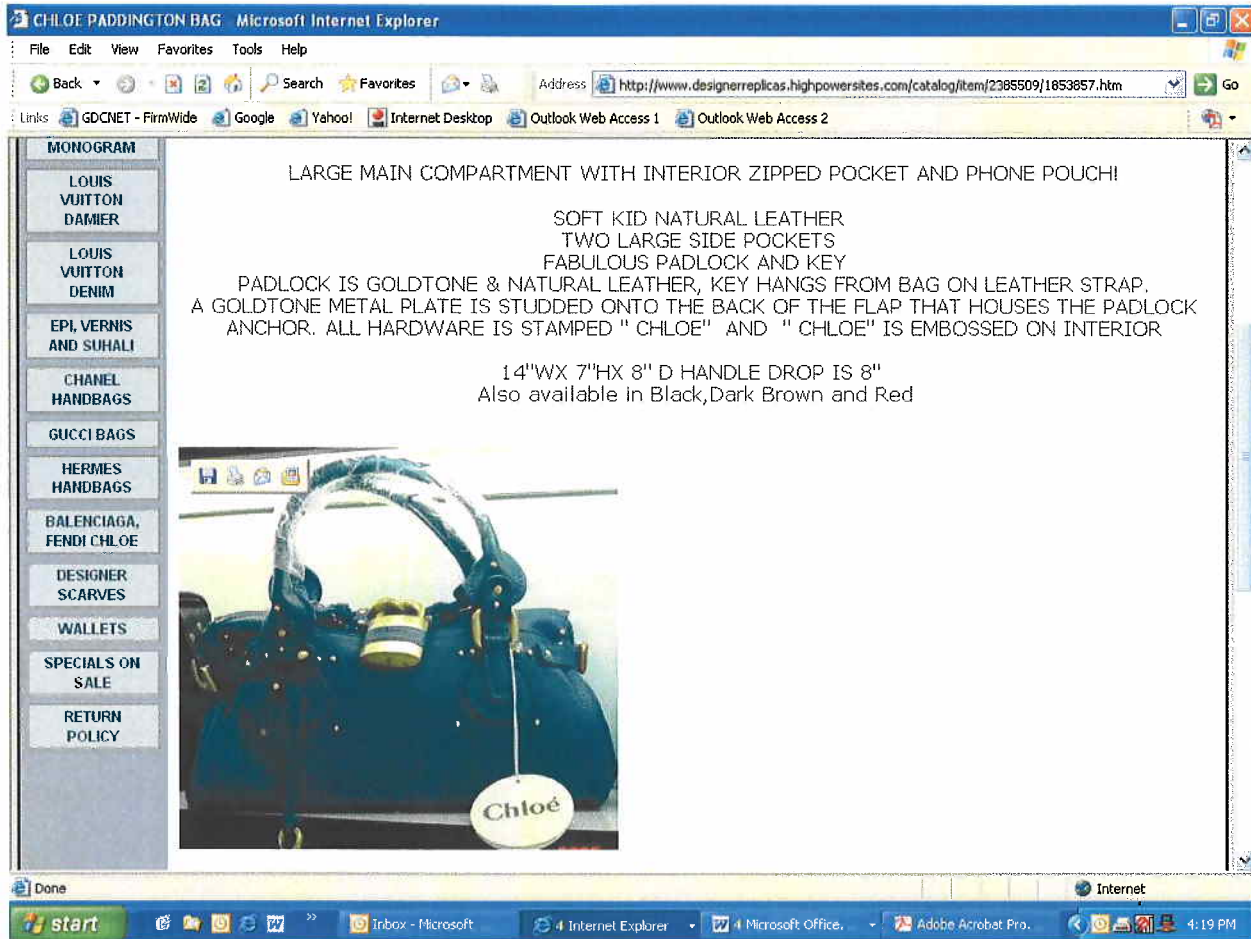 CHLOE PADDINGTON BAG Microsoft Internet Explorer
File Edit View Favorites Tools Help
Back Search Favorites Address http://www.designerreplicas.highpowersites.com/catalog/item/2385509/1853857.htm Go
Links GDCNET - FirmWide Google Yahoo! Internet Desktop Outlook Web Access 1 Outlook Web Access 2
MONOGRAM
LOUIS
VUITTON
DAMIER
LOUIS
VUITTON
DENIM
EPI, VERNIS
AND SUHALI
CHANEL
HANDBAGS
GUCCI BAGS
HERMES
HANDBAGS
BALENCIAGA,
FENDI CHLOE
DESIGNER
SCARVES
WALLETS
SPECIALS ON
SALE
RETURN
POLICY
LARGE MAIN COMPARTMENT WITH INTERIOR ZIPPED POCKET AND PHONE POUCH!
SOFT KID NATURAL LEATHER
TWO LARGE SIDE POCKETS
FABULOUS PADLOCK AND KEY
PADLOCK IS GOLDTONE & NATURAL LEATHER, KEY HANGS FROM BAG ON LEATHER STRAP.
A GOLDTONE METAL PLATE IS STUDDED ONTO THE BACK OF THE FLAP THAT HOUSES THE PADLOCK
ANCHOR. ALL HARDWARE IS STAMPED " CHLOE" AND " CHLOE" IS EMBOSSED ON INTERIOR
14"WX 7"HX 8" D HANDLE DROP IS 8"
Also available in Black,Dark Brown and Red
Chloé
Done Internet
start Inbox - Microsoft 4 Internet Explorer 4 Microsoft Office. Adobe Acrobat Pro. 4:19 PM